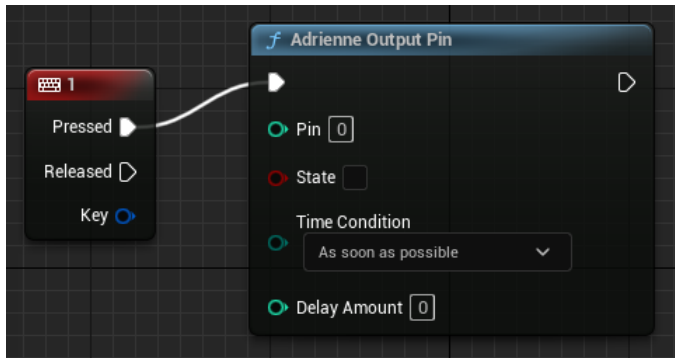 1
Pressed
Released
Key
Adrienne Output Pin
Pin 0
State
Time Condition
As soon as possible
Delay Amount 0